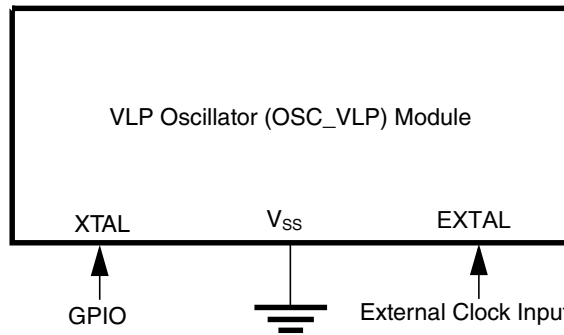 VLP Oscillator (OSC_VLP) Module
XTAL VSS EXTAL
GPIO External Clock Input